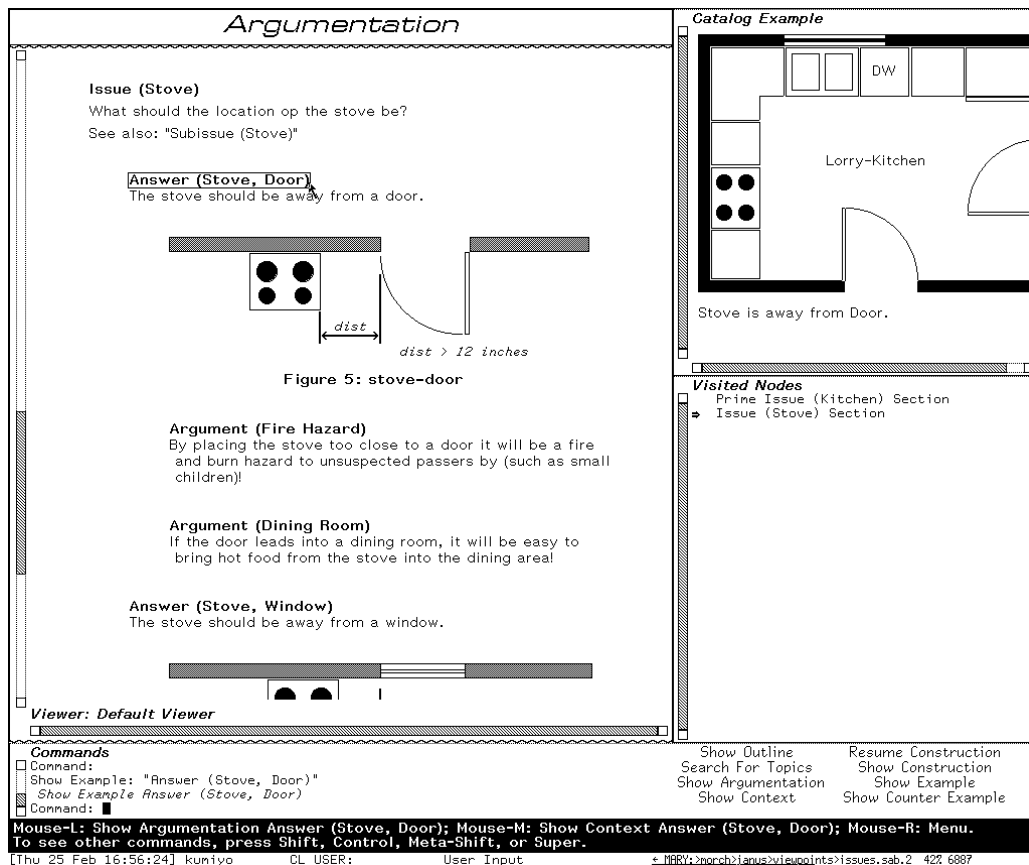 Argumentation
Issue (Stove)
What should the location op the stove be?
See also: "Subissue (Stove)"
Answer (Stove, Door)
The stove should be away from a door.
dist
dist > 12 inches
Figure 5: stove-door
Argument (Fire Hazard)
By placing the stove too close to a door it will be a fire
and burn hazard to unsuspected passers by (such as small
children)!
Argument (Dining Room)
If the door leads into a dining room, it will be easy to
bring hot food from the stove into the dining area!
Answer (Stove, Window)
The stove should be away from a window.
Viewer: Default Viewer
Catalog Example
DW
Lorry-Kitchen
Stove is away from Door.
Visited Nodes
Prime Issue (Kitchen) Section
⇒ Issue (Stove) Section
Commands
Command:
Show Example: "Answer (Stove, Door)"
Show Example Answer (Stove, Door)
Command:
Show Outline Resume Construction
Search For Topics Show Construction
Show Argumentation Show Example
Show Context Show Counter Example
Mouse-L: Show Argumentation Answer (Stove, Door); Mouse-M: Show Context Answer (Stove, Door); Mouse-R: Menu.
To see other commands, press Shift, Control, Meta-Shift, or Super.
[Thu 25 Feb 16:56:24] kumiyo CL USER: User Input ← MARY:>morch>janus>viewpoints>issues.sab.2 42% 6887